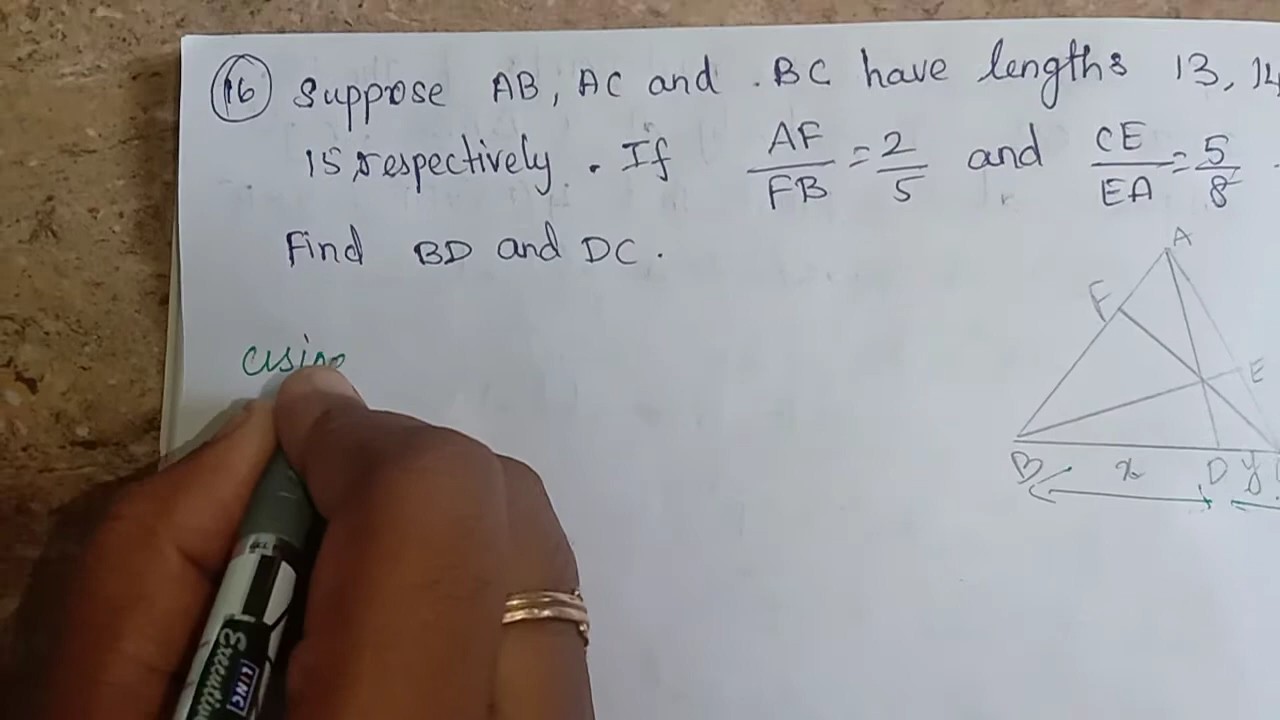 16 Suppose AB, AC and BC have lengths 13, 14
15 respectively. If AF/FB = 2/5 and CE/EA = 5/8
Find BD and DC.
A
F
E
B x D y
LINC